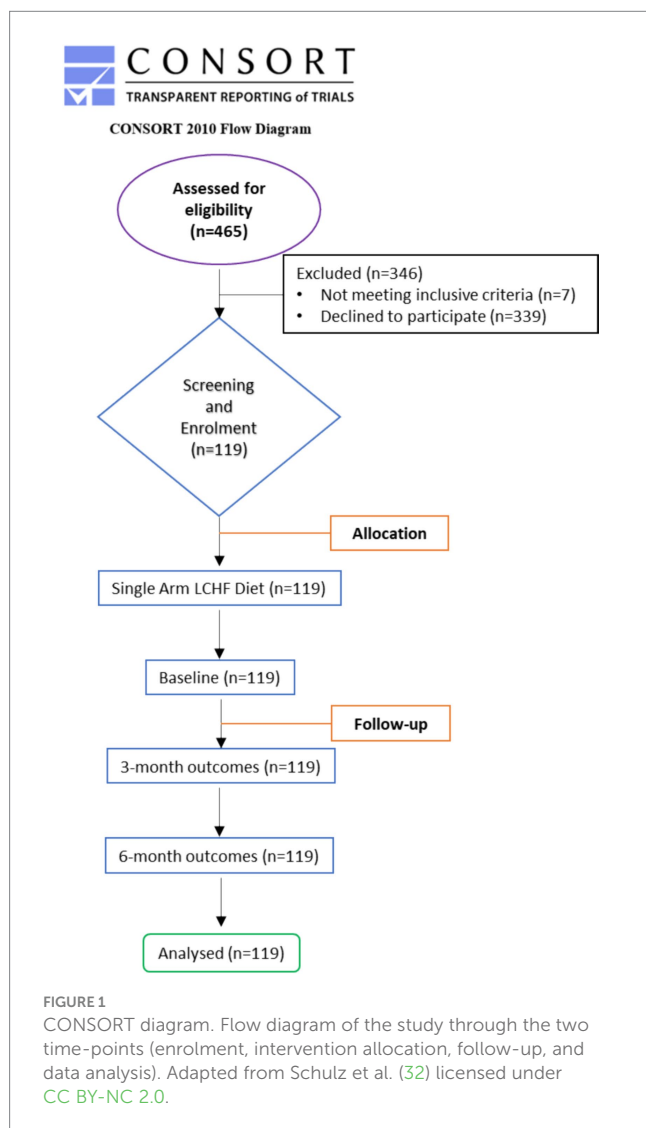 CONSORT
TRANSPARENT REPORTING of TRIALS
CONSORT 2010 Flow Diagram
Assessed for
eligibility
(n=465)
Excluded (n=346)
• Not meeting inclusive criteria (n=7)
• Declined to participate (n=339)
Screening
and
Enrolment
(n=119)
Allocation
Single Arm LCHF Diet (n=119)
Baseline (n=119)
Follow-up
3-month outcomes (n=119)
6-month outcomes (n=119)
Analysed (n=119)
FIGURE 1
CONSORT diagram. Flow diagram of the study through the two
time-points (enrolment, intervention allocation, follow-up, and
data analysis). Adapted from Schulz et al. (32) licensed under
CC BY-NC 2.0.